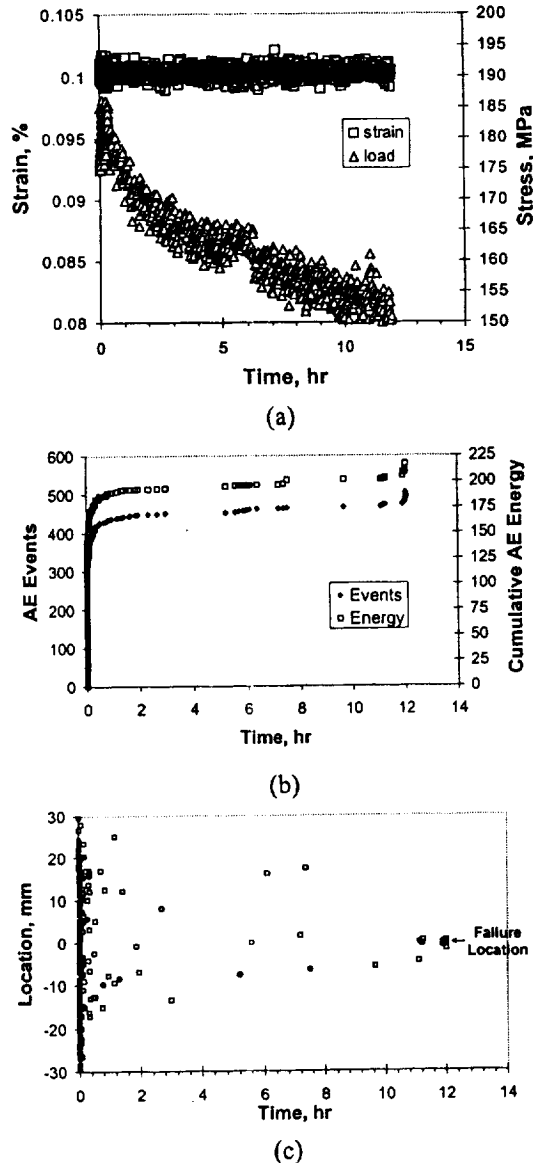 0.105
0.1
0.095
0.09
0.085
0.08
Strain, %
200
195
190
185
180
175
170
165
160
155
150
Stress, MPa
strain
load
0 5 10 15
Time, hr
(a)
600
500
400
300
200
100
0
AE Events
225
200
175
150
125
100
75
50
25
0
Cumulative AE Energy
Events
Energy
0 2 4 6 8 10 12 14
Time, hr
(b)
30
20
10
0
-10
-20
-30
Location, mm
Failure
Location
0 2 4 6 8 10 12 14
Time, hr
(c)